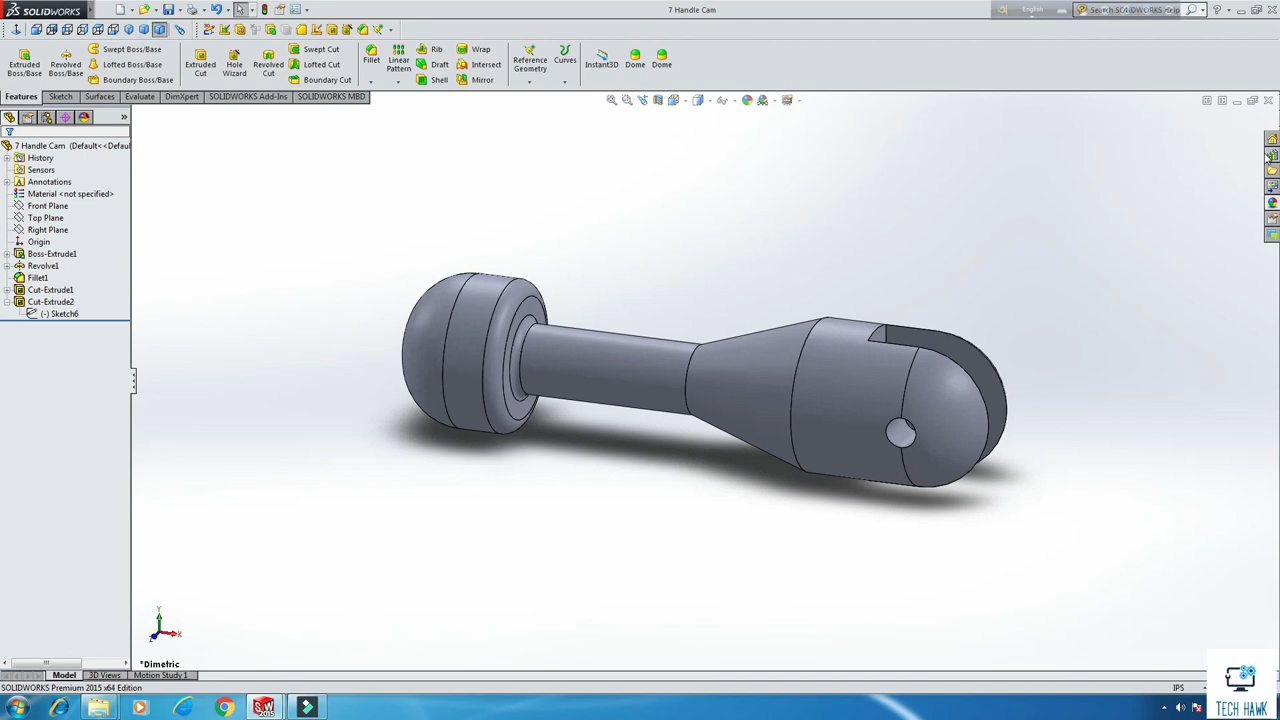 SOLIDWORKS
7 Handle Cam
English
Search SOLIDWORKS Help
Extruded Boss/Base
Revolved Boss/Base
Swept Boss/Base
Lofted Boss/Base
Boundary Boss/Base
Extruded Cut
Hole Wizard
Revolved Cut
Swept Cut
Lofted Cut
Boundary Cut
Fillet
Linear Pattern
Rib
Draft
Shell
Wrap
Intersect
Mirror
Reference Geometry
Curves
Instant3D
Dome
Dome
Features
Sketch
Surfaces
Evaluate
DimXpert
SOLIDWORKS Add-Ins
SOLIDWORKS MBD
7 Handle Cam (Default<<Defau
History
Sensors
Annotations
Material <not specified>
Front Plane
Top Plane
Right Plane
Origin
Boss-Extrude1
Revolve1
Fillet1
Cut-Extrude1
Cut-Extrude2
(-) Sketch6
Y
X
Z
*Dimetric
Model
3D Views
Motion Study 1
SOLIDWORKS Premium 2015 x64 Edition
IPS
SW
2015
TECH HAWK